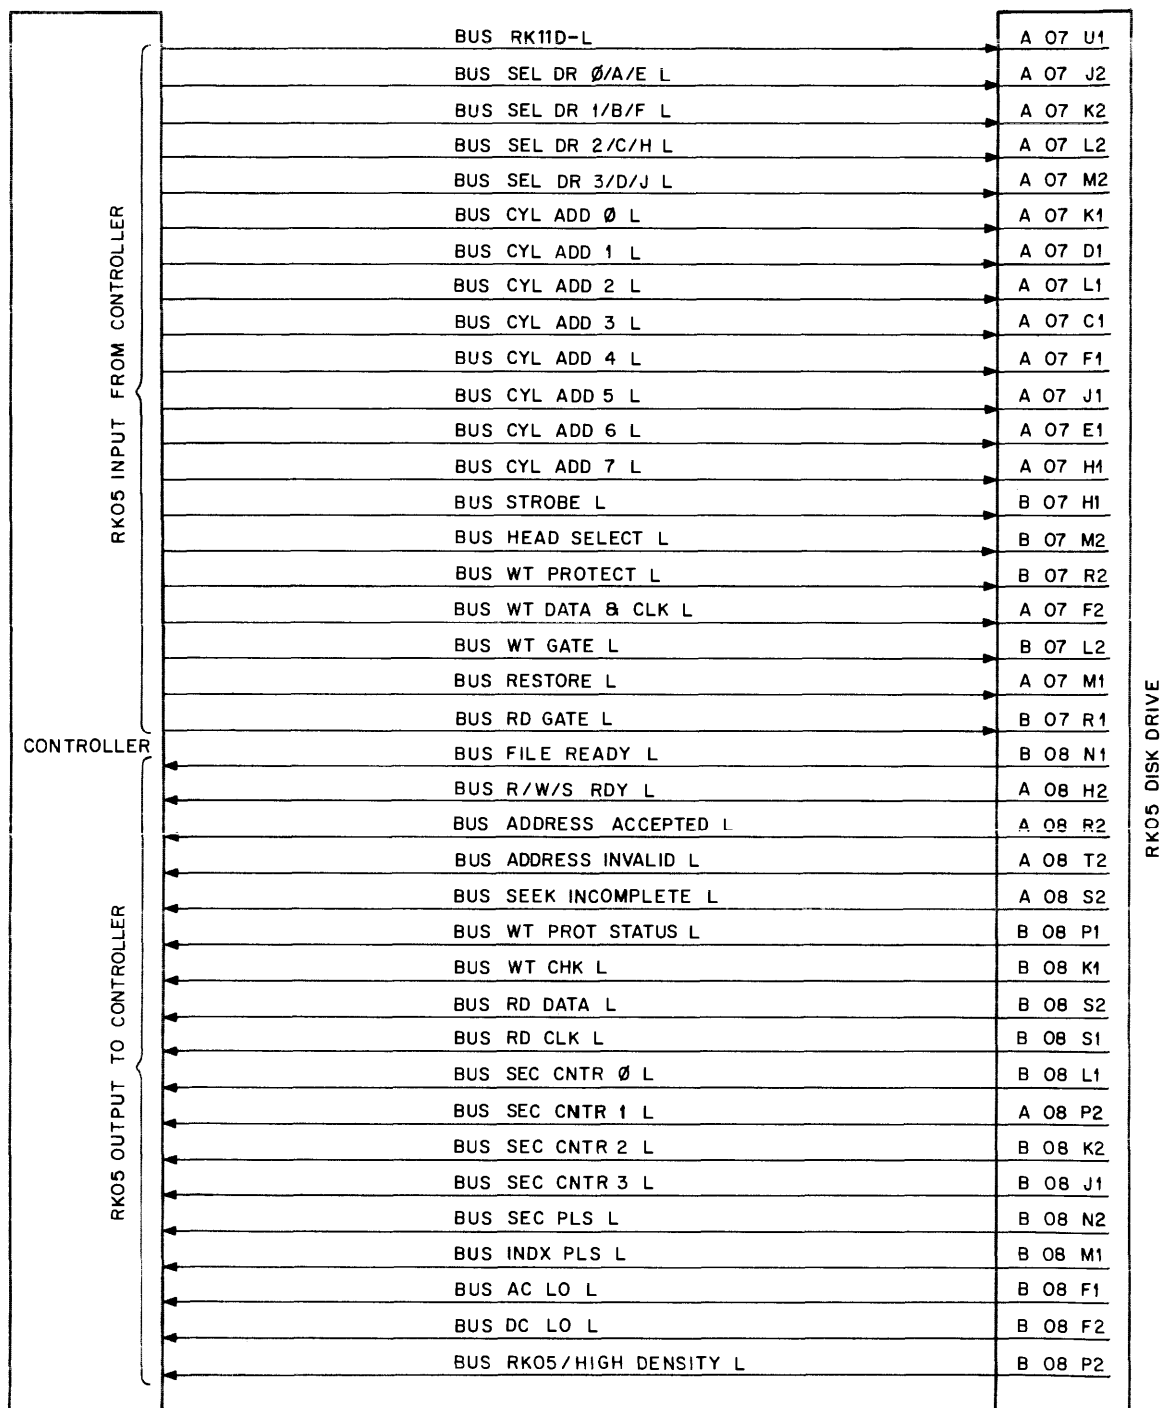 BUS RK11D-L A 07 U1
BUS SEL DR Ø/A/E L A 07 J2
BUS SEL DR 1/B/F L A 07 K2
BUS SEL DR 2/C/H L A 07 L2
BUS SEL DR 3/D/J L A 07 M2
BUS CYL ADD Ø L A 07 K1
BUS CYL ADD 1 L A 07 D1
BUS CYL ADD 2 L A 07 L1
BUS CYL ADD 3 L A 07 C1
BUS CYL ADD 4 L A 07 F1
BUS CYL ADD 5 L A 07 J1
BUS CYL ADD 6 L A 07 E1
BUS CYL ADD 7 L A 07 H1
BUS STROBE L B 07 H1
BUS HEAD SELECT L B 07 M2
BUS WT PROTECT L B 07 R2
BUS WT DATA & CLK L A 07 F2
BUS WT GATE L B 07 L2
BUS RESTORE L A 07 M1
BUS RD GATE L B 07 R1
RK05 INPUT FROM CONTROLLER
CONTROLLER
BUS FILE READY L B 08 N1
BUS R/W/S RDY L A 08 H2
BUS ADDRESS ACCEPTED L A 08 R2
BUS ADDRESS INVALID L A 08 T2
BUS SEEK INCOMPLETE L A 08 S2
BUS WT PROT STATUS L B 08 P1
BUS WT CHK L B 08 K1
BUS RD DATA L B 08 S2
BUS RD CLK L B 08 S1
BUS SEC CNTR Ø L B 08 L1
BUS SEC CNTR 1 L A 08 P2
BUS SEC CNTR 2 L B 08 K2
BUS SEC CNTR 3 L B 08 J1
BUS SEC PLS L B 08 N2
BUS INDX PLS L B 08 M1
BUS AC LO L B 08 F1
BUS DC LO L B 08 F2
BUS RK05/HIGH DENSITY L B 08 P2
RK05 OUTPUT TO CONTROLLER
RK05 DISK DRIVE